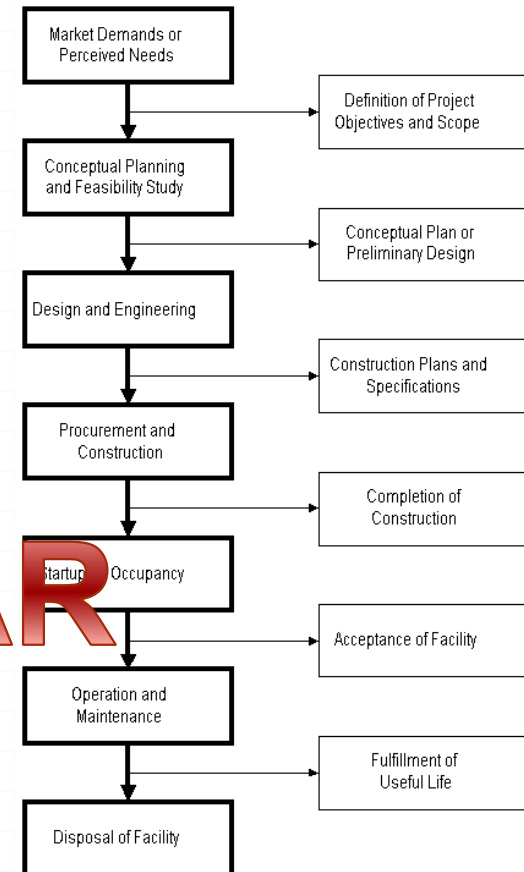 Market Demands or
Perceived Needs
Definition of Project
Objectives and Scope
Conceptual Planning
and Feasibility Study
Conceptual Plan or
Preliminary Design
Design and Engineering
Construction Plans and
Specifications
Procurement and
Construction
Completion of
Construction
Startup Occupancy
AR
Acceptance of Facility
Operation and
Maintenance
Fulfillment of
Useful Life
Disposal of Facility